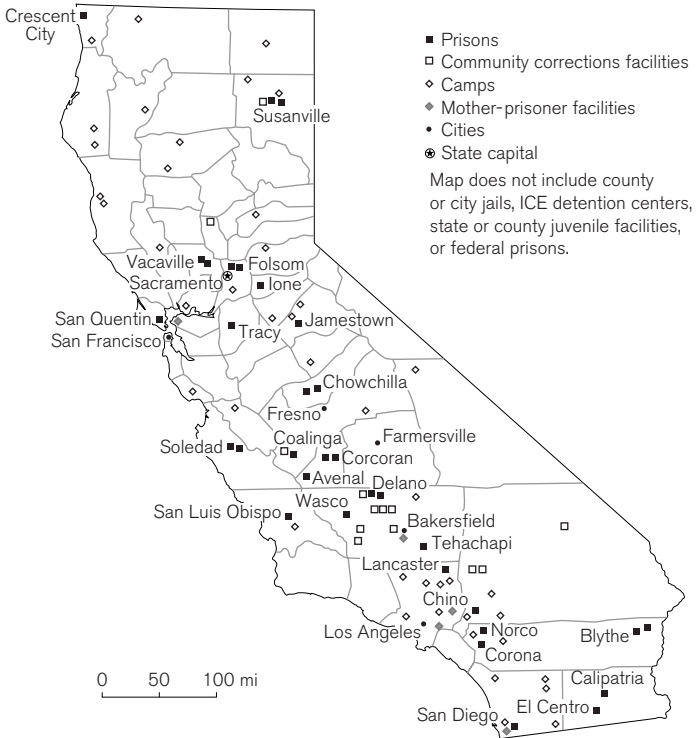 Crescent
City
Prisons
Community corrections facilities
Camps
Mother-prisoner facilities
Cities
State capital
Map does not include county
or city jails, ICE detention centers,
state or county juvenile facilities,
or federal prisons.
Susanville
Vacaville
Folsom
Sacramento
Ione
San Quentin
Tracy
Jamestown
San Francisco
Chowchilla
Fresno
Farmersville
Coalinga
Soledad
Corcoran
Avenal
Delano
Wasco
San Luis Obispo
Bakersfield
Tehachapi
Lancaster
Chino
Los Angeles
Norco
Blythe
Corona
Calipatria
El Centro
San Diego
0 50 100 mi